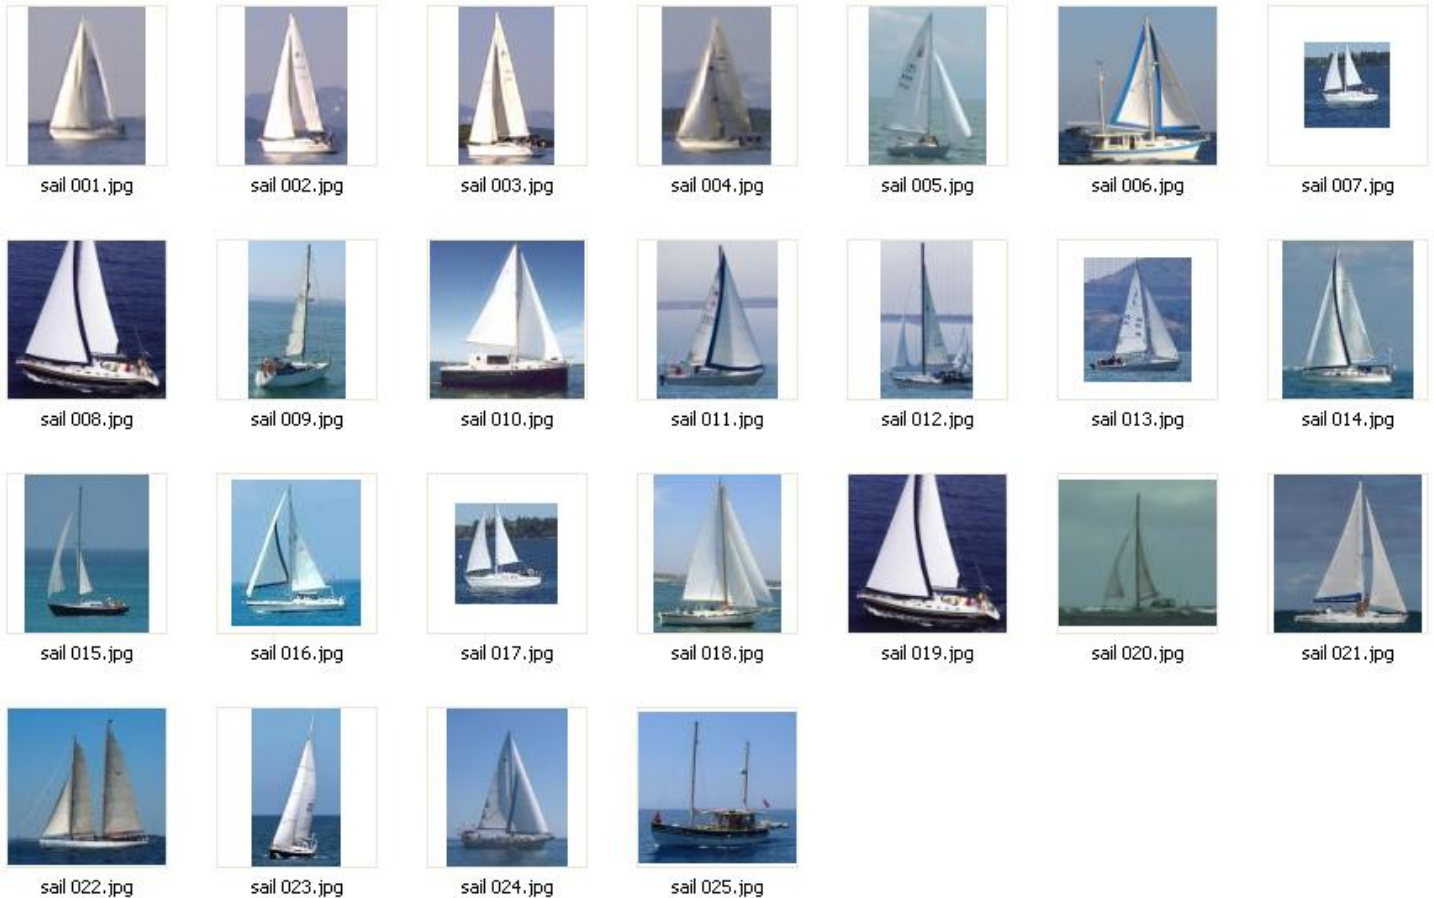 sail 001.jpg sail 002.jpg sail 003.jpg sail 004.jpg sail 005.jpg sail 006.jpg sail 007.jpg
sail 008.jpg sail 009.jpg sail 010.jpg sail 011.jpg sail 012.jpg sail 013.jpg sail 014.jpg
sail 015.jpg sail 016.jpg sail 017.jpg sail 018.jpg sail 019.jpg sail 020.jpg sail 021.jpg
sail 022.jpg sail 023.jpg sail 024.jpg sail 025.jpg